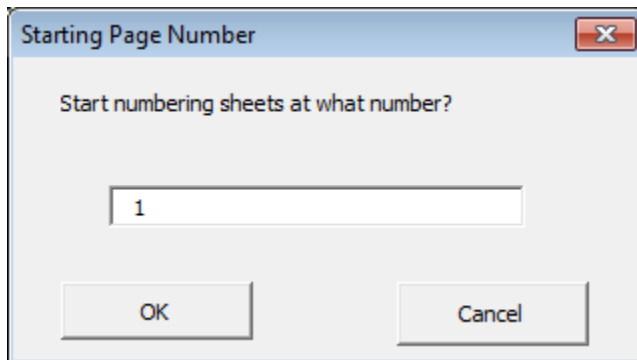 Starting Page Number
Start numbering sheets at what number?
1
OK
Cancel